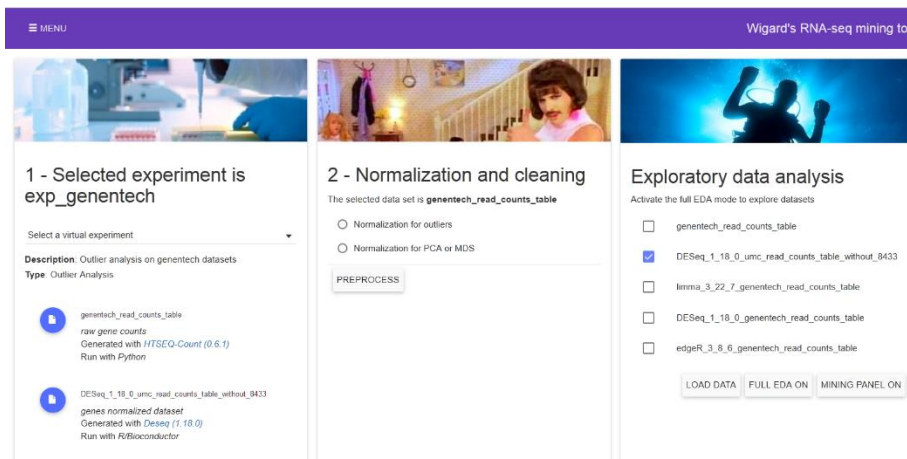 ☰ MENU
Wigard's RNA-seq mining to
1 - Selected experiment is
exp_genentech
Select a virtual experiment
Description: Outlier analysis on genentech datasets
Type: Outlier Analysis
genentech_read_counts_table
raw gene counts
Generated with HTSEQ-Count (0.6.1)
Run with Python
DESeq_1_18_0_umc_read_counts_table_without_8433
genes normalized dataset
Generated with Deseq (1.18.0)
Run with R/Bioconductor
2 - Normalization and cleaning
The selected data set is genentech_read_counts_table
Normalization for outliers
Normalization for PCA or MDS
PREPROCESS
Exploratory data analysis
Activate the full EDA mode to explore datasets
genentech_read_counts_table
DESeq_1_18_0_umc_read_counts_table_without_8433
limma_3_22_7_genentech_read_counts_table
DESeq_1_18_0_genentech_read_counts_table
edgeR_3_8_6_genentech_read_counts_table
LOAD DATA FULL EDA ON MINING PANEL ON